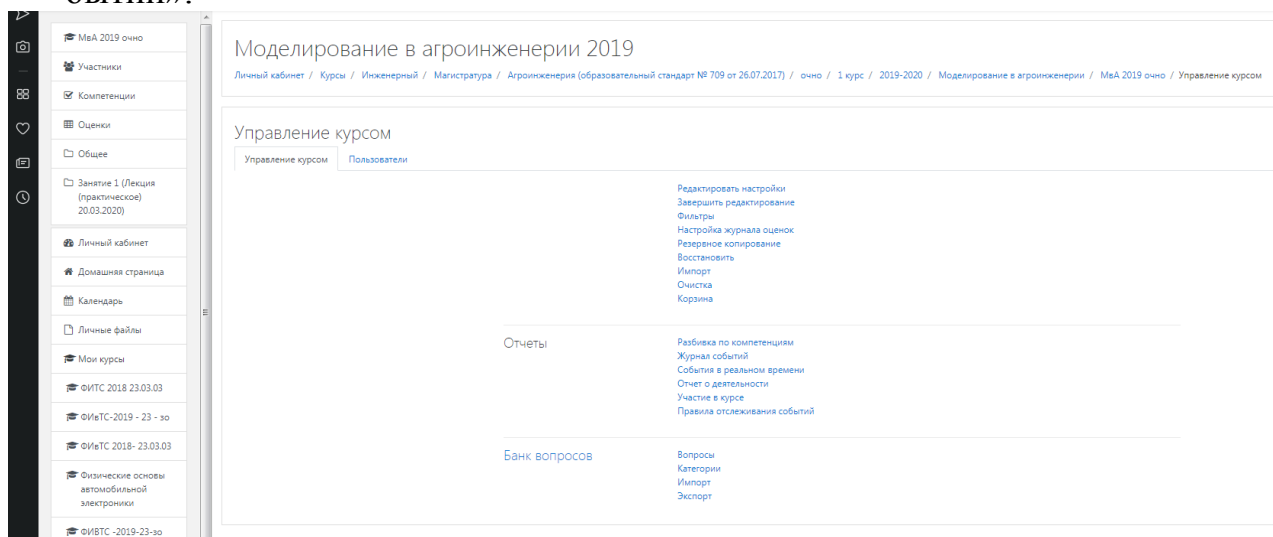 МвА 2019 очно
Участники
Компетенции
Оценки
Общее
Занятие 1 (Лекция
(практическое)
20.03.2020)
Личный кабинет
Домашняя страница
Календарь
Личные файлы
Мои курсы
ФИТС 2018 23.03.03
ФИвТС-2019 - 23 - зо
ФИвТС 2018- 23.03.03
Физические основы
автомобильной
электроники
ФИВТС -2019-23-зо
Моделирование в агроинженерии 2019
Личный кабинет / Курсы / Инженерный / Магистратура / Агроинженерия (образовательный стандарт № 709 от 26.07.2017) / очно / 1 курс / 2019-2020 / Моделирование в агроинженерии / МвА 2019 очно / Управление курсом
Управление курсом
Управление курсом Пользователи
Редактировать настройки
Завершить редактирование
Фильтры
Настройка журнала оценок
Резервное копирование
Восстановить
Импорт
Очистка
Корзина
Отчеты
Разбивка по компетенциям
Журнал событий
События в реальном времени
Отчет о деятельности
Участие в курсе
Правила отслеживания событий
Банк вопросов
Вопросы
Категории
Импорт
Экспорт